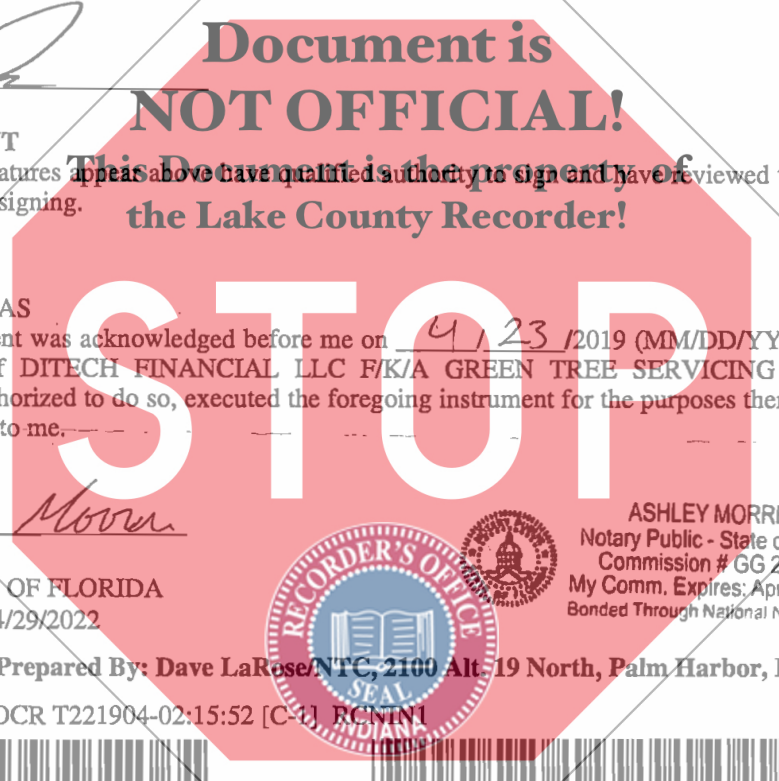 Document is
NOT OFFICIAL!
T
This Document is the property of
atures appear above have qualified authority to sign and have reviewed
signing.
the Lake County Recorder!
AS
STOP
nt was acknowledged before me on 4 / 23 /2019 (MM/DD/YY
f DITECH FINANCIAL LLC F/K/A GREEN TREE SERVICING
horized to do so, executed the foregoing instrument for the purposes ther
to me.
ASHLEY MORRI
Notary Public - State o
Commission # GG 2
My Comm. Expires: Apr
Bonded Through National N
RECORDER'S OFFICE
SEAL
INDIANA
OF FLORIDA
4/29/2022
Prepared By: Dave LaRose/NTC, 2100 Alt. 19 North, Palm Harbor,
OCR T221904-02:15:52 [C-1] RCNIN1